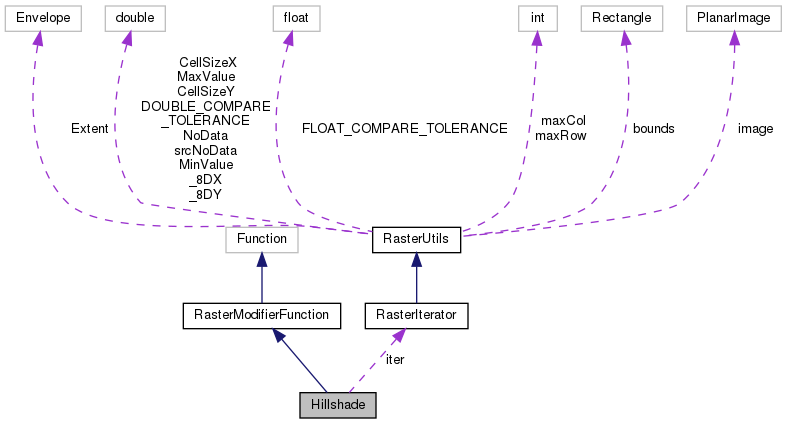 Envelope
double
float
int
Rectangle
PlanarImage
CellSizeX
MaxValue
CellSizeY
DOUBLE_COMPARE
_TOLERANCE
NoData
srcNoData
MinValue
_8DX
_8DY
Extent
FLOAT_COMPARE_TOLERANCE
maxCol
maxRow
bounds
image
Function
RasterUtils
RasterModifierFunction
RasterIterator
iter
Hillshade